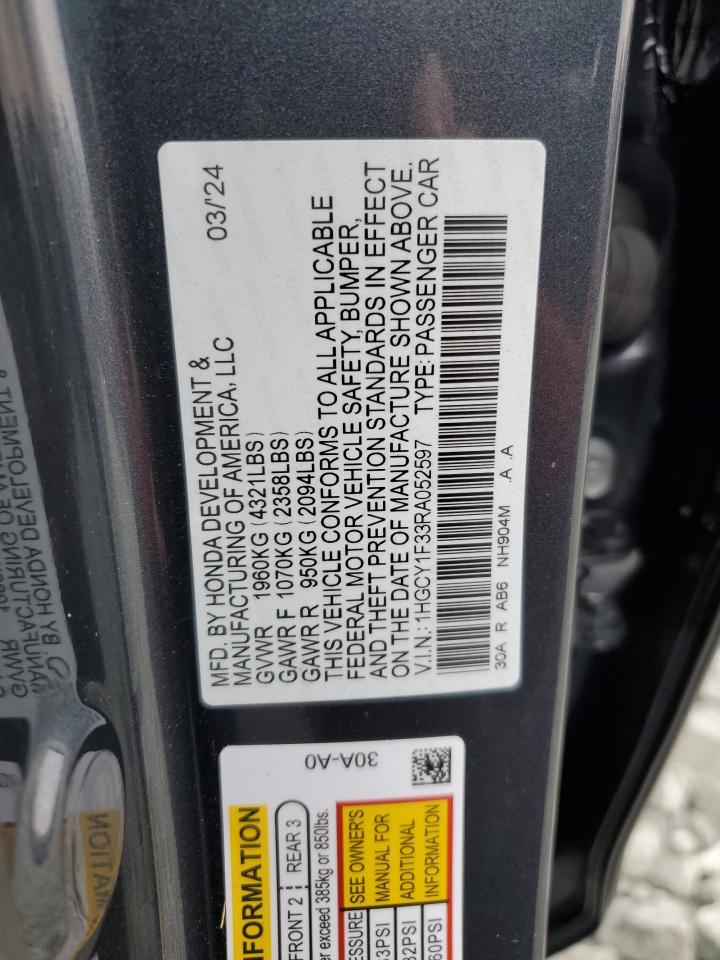 MFD. BY HONDA DEVELOPMENT & 03/'24
MANUFACTURING OF AMERICA, LLC
GVWR 1960KG (4321LBS)
GAWR F 1070KG (2358LBS)
GAWR R 950KG (2094LBS)
THIS VEHICLE CONFORMS TO ALL APPLICABLE
FEDERAL MOTOR VEHICLE SAFETY, BUMPER,
AND THEFT PREVENTION STANDARDS IN EFFECT
ON THE DATE OF MANUFACTURE SHOWN ABOVE.
V.I.N.: 1HGCY1F33RA052597 TYPE: PASSENGER CAR
30A R AB6 NH904M .A .A
30A-A0
FRONT 2 REAR 3
exceed 385kg or 850lbs.
SEE OWNER'S
MANUAL FOR
ADDITIONAL
INFORMATION
60PSI